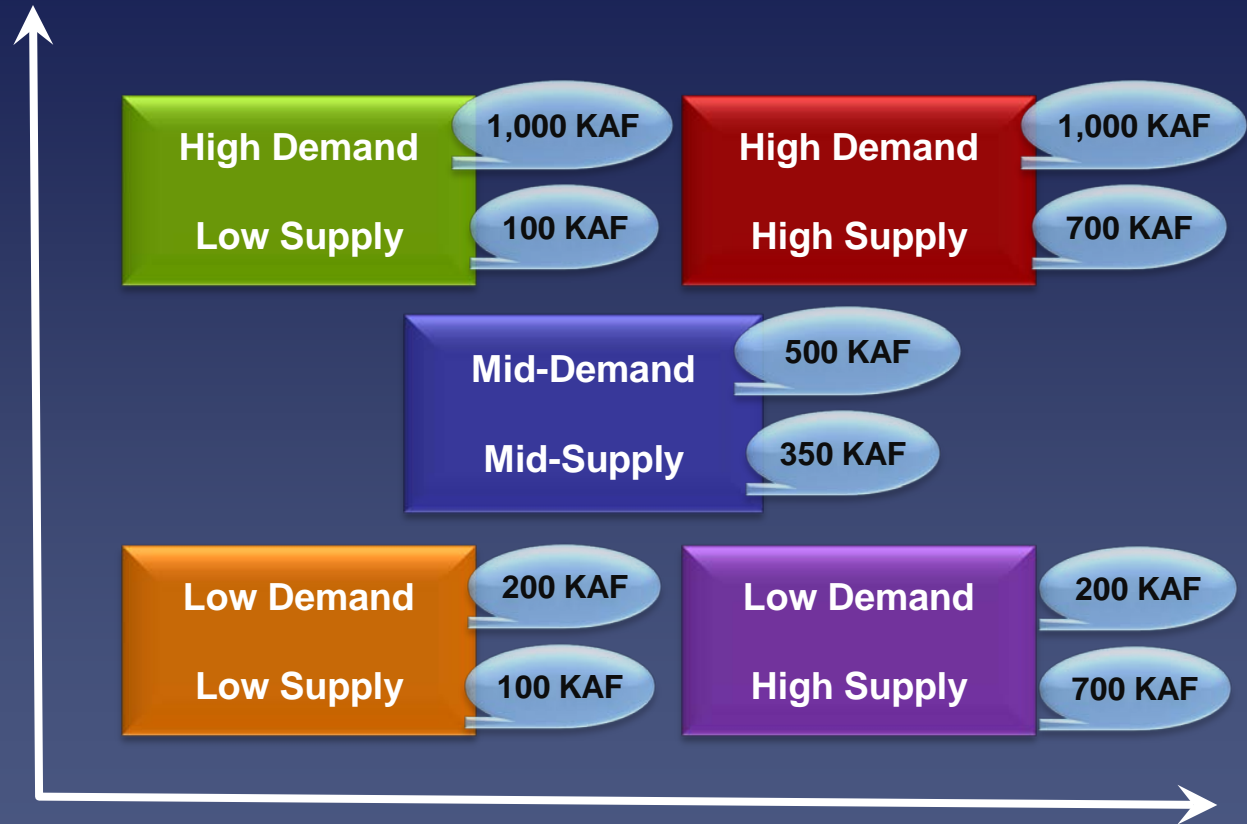 High Demand
1,000 KAF
Low Supply
100 KAF
High Demand
1,000 KAF
High Supply
700 KAF
Mid-Demand
500 KAF
Mid-Supply
350 KAF
Low Demand
200 KAF
Low Supply
100 KAF
Low Demand
200 KAF
High Supply
700 KAF